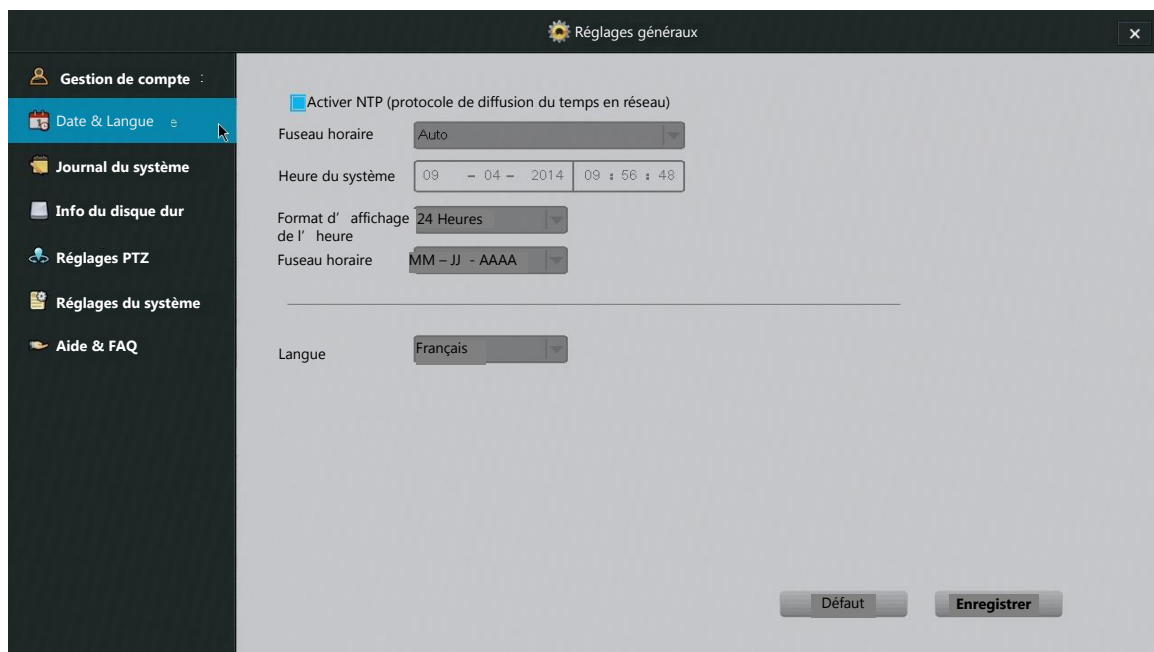 Réglages généraux
Gestion de compte :
Date & Langue e
Journal du système
Info du disque dur
Réglages PTZ
Réglages du système
Aide & FAQ
Activer NTP (protocole de diffusion du temps en réseau)
Fuseau horaire Auto
Heure du système 09 - 04 - 2014 09 : 56 : 48
Format d' affichage 24 Heures
de l' heure
Fuseau horaire MM – JJ - AAAA
Langue Français
Défaut Enregistrer